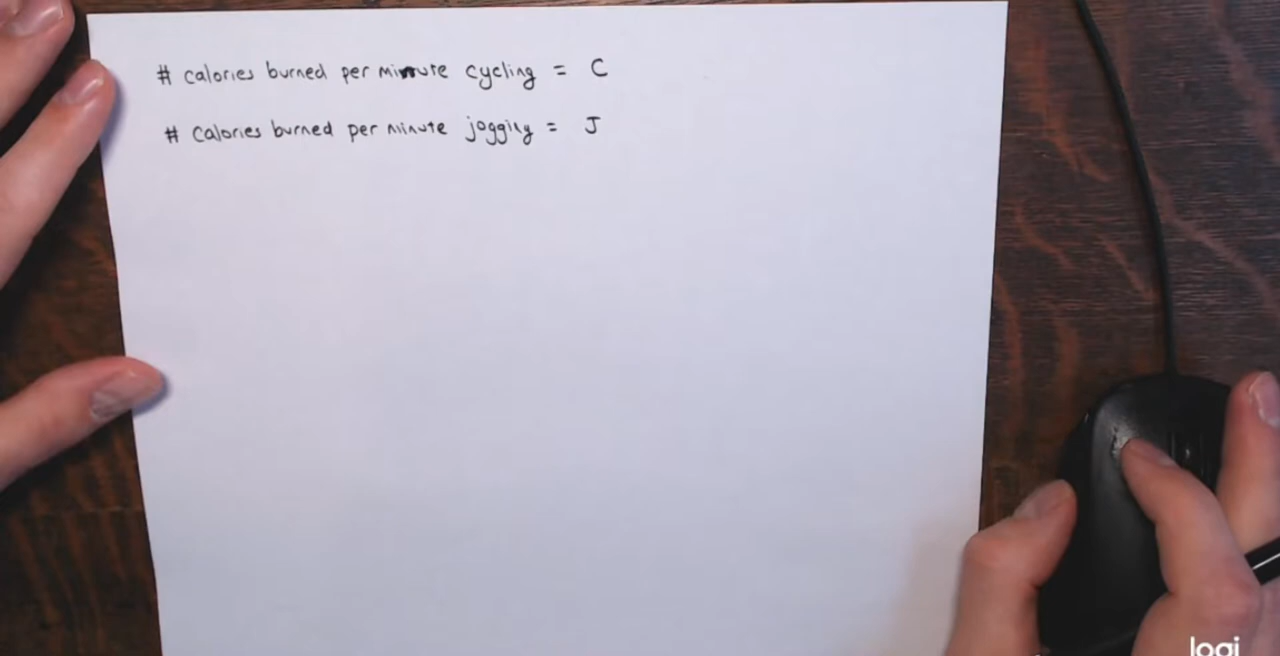 # calories burned per minute cycling = C
# calories burned per minute jogging = J
logi